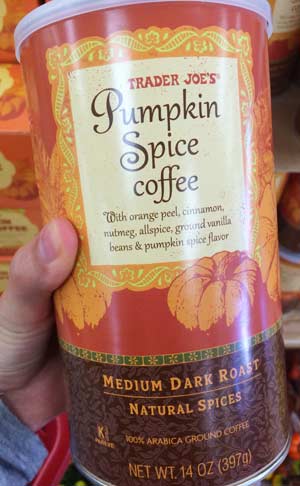 TRADER JOE'S®
Pumpkin
Spice
coffee
With orange peel, cinnamon,
nutmeg, allspice, ground vanilla
beans & pumpkin spice flavor
MEDIUM DARK ROAST
NATURAL SPICES
K
PARVE
100% ARABICA GROUND COFFEE
NET WT. 14 OZ (397g)